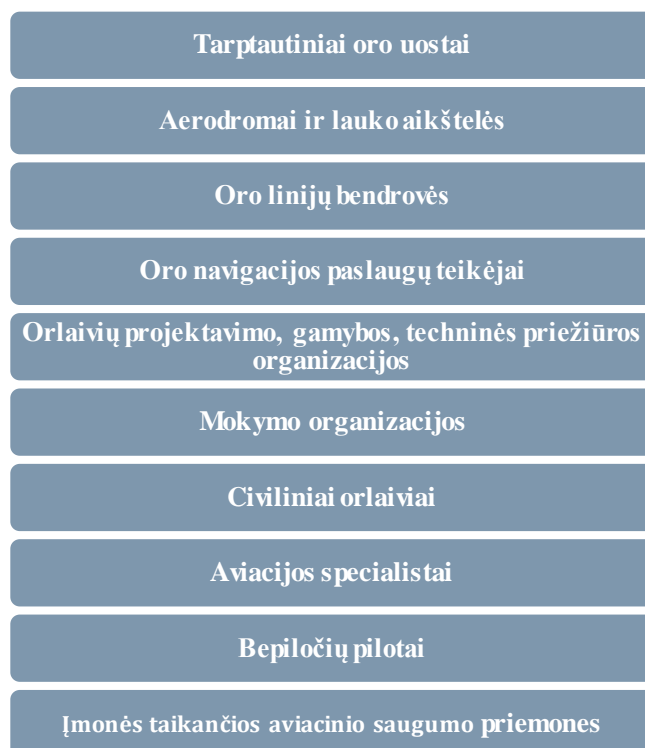 Tarptautiniai oro uostai
Aerodromai ir lauko aikštelės
Oro linijų bendrovės
Oro navigacijos paslaugų teikėjai
Orlaivių projektavimo, gamybos, techninės priežiūros
organizacijos
Mokymo organizacijos
Civiliniai orlaiviai
Aviacijos specialistai
Bepiločių pilotai
Įmonės taikančios aviacinio saugumo priemones